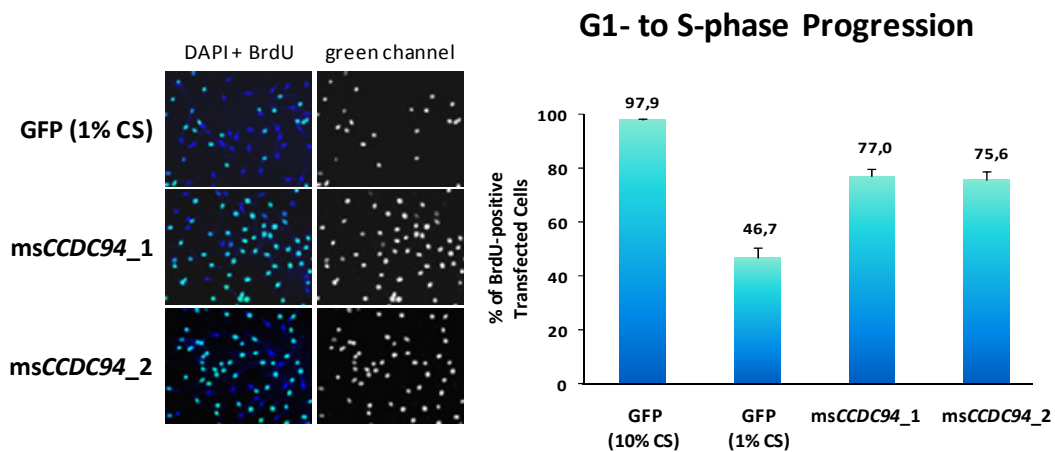 G1- to S-phase Progression
DAPI + BrdU
green channel
GFP (1% CS)
msCCDC94_1
msCCDC94_2
% of BrdU-positive
Transfected Cells
100
80
60
40
20
0
97,9
46,7
77,0
75,6
GFP
(10% CS)
GFP
(1% CS)
msCCDC94_1
msCCDC94_2